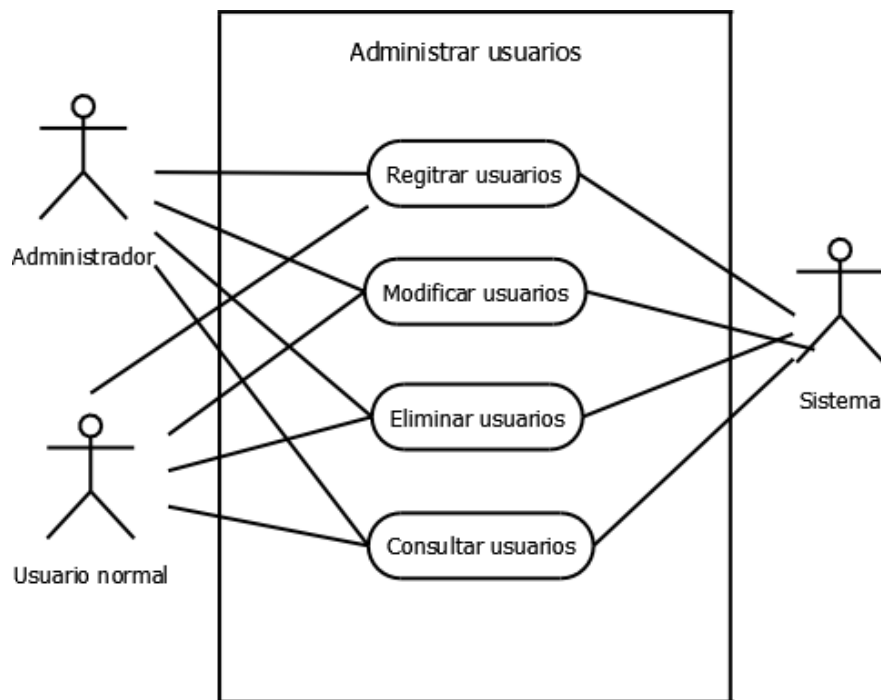 Administrar usuarios
Administrador
Regitrar usuarios
Modificar usuarios
Sistema
Eliminar usuarios
Usuario normal
Consultar usuarios